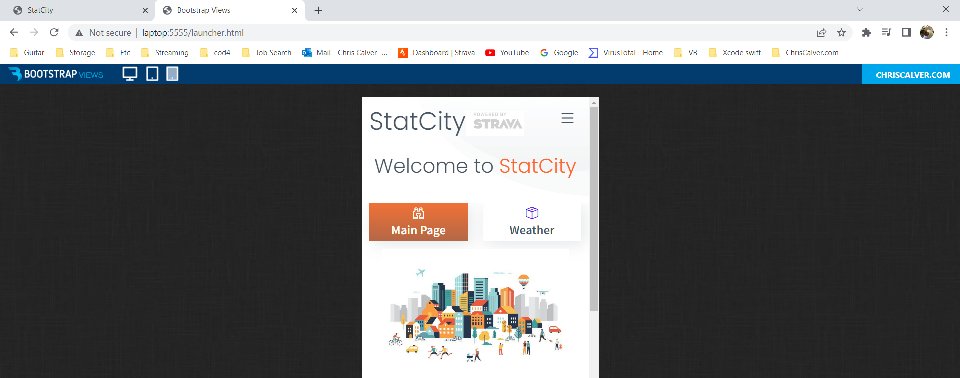 StatCity
Bootstrap Views
Not secure | laptop:5555/launcher.html
Guitar Storage Etc Streaming cod4 Job Search Mail - Chris Calver -... Dashboard | Strava YouTube Google VirusTotal - Home VB Xcode swift ChrisCalver.com
BOOTSTRAP VIEWS
CHRISCALVER.COM
StatCity POWERED BY STRAVA
Welcome to StatCity
Main Page
Weather